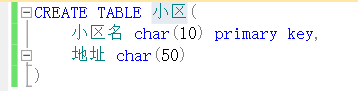 CREATE TABLE 小区(
小区名 char(10) primary key,
地址 char(50)
)